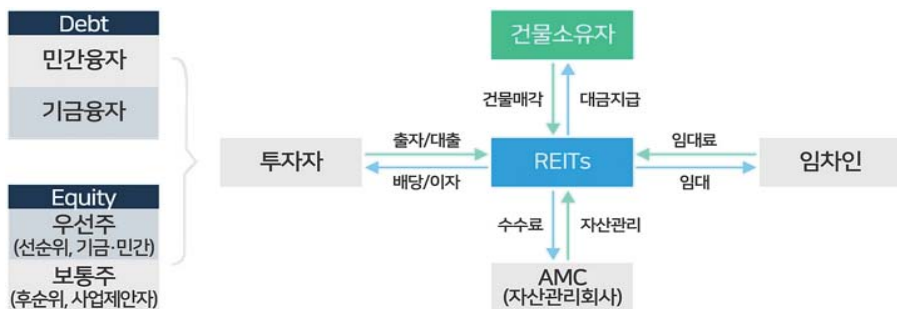 Debt
민간융자
기금융자
Equity
우선주
(선순위, 기금·민간)
보통주
(후순위, 사업제안자)
투자자
출자/대출
배당/이자
건물소유자
건물매각
대금지급
REITs
수수료
자산관리
AMC
(자산관리회사)
임대료
임대
임차인